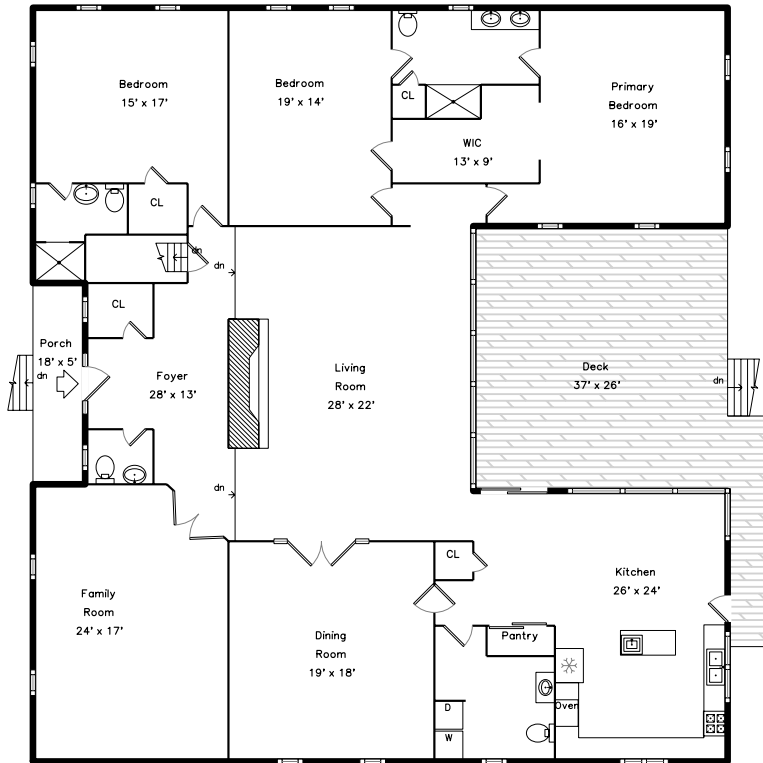 Bedroom
15' x 17'
Bedroom
19' x 14'
CL
Primary
Bedroom
16' x 19'
WIC
13' x 9'
CL
dn
dn
CL
Porch
18' x 5'
dn
Foyer
28' x 13'
Living
Room
28' x 22'
Deck
37' x 26'
dn
dn
CL
Kitchen
26' x 24'
Family
Room
24' x 17'
Dining
Room
19' x 18'
Pantry
Oven
D
W